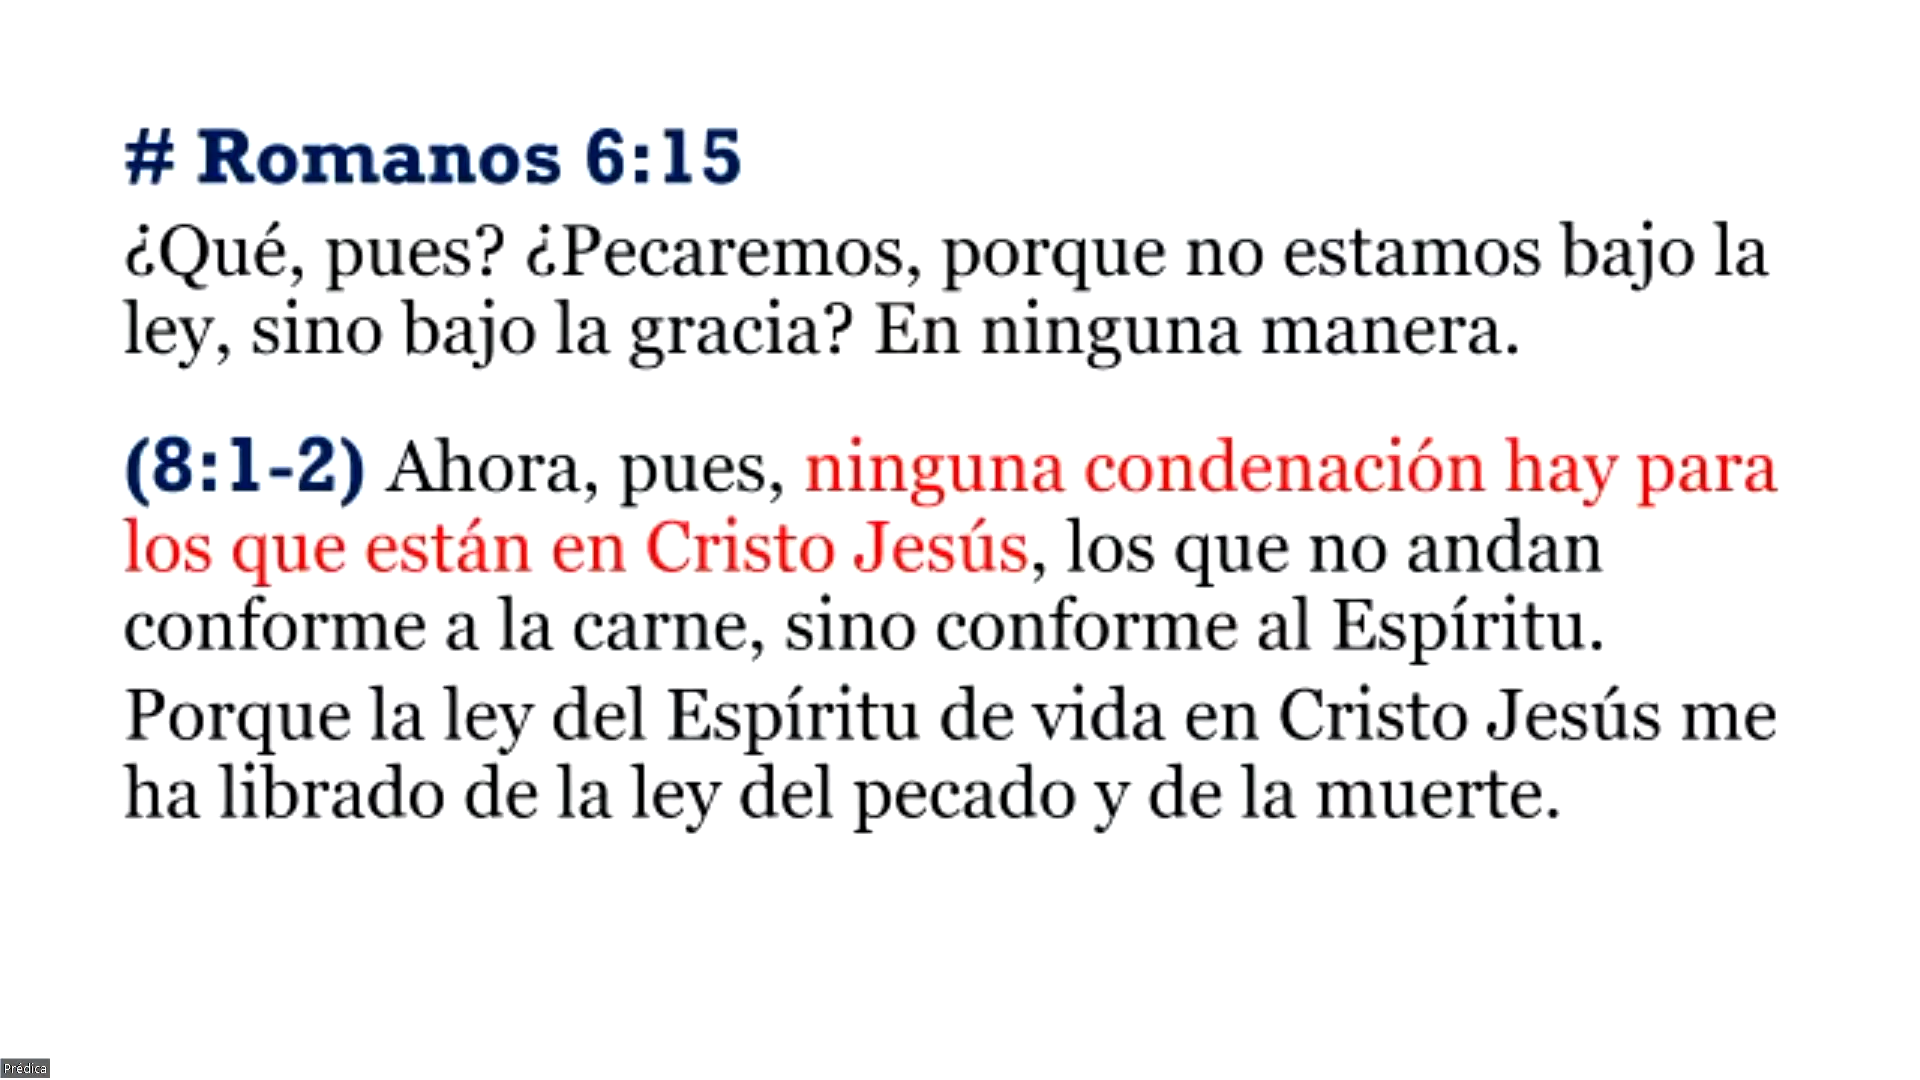 # Romanos 6:15
¿Qué, pues? ¿Pecaremos, porque no estamos bajo la
ley, sino bajo la gracia? En ninguna manera.
(8:1-2) Ahora, pues, ninguna condenación hay para
los que están en Cristo Jesús, los que no andan
conforme a la carne, sino conforme al Espíritu.
Porque la ley del Espíritu de vida en Cristo Jesús me
ha librado de la ley del pecado y de la muerte.
Prédica